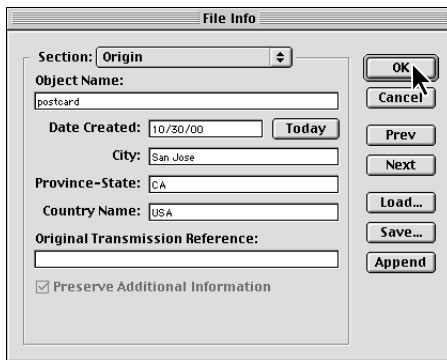 File Info
Section: Origin
OK
Object Name:
postcard
Cancel
Date Created: 10/30/00 Today
Prev
City: San Jose
Next
Province-State: CA
Country Name: USA
Load...
Original Transmission Reference:
Save...
Append
Preserve Additional Information